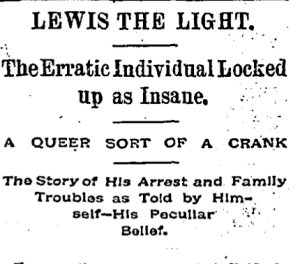 LEWIS THE LIGHT.
The Erratic Individual Locked
up as Insane.
A QUEER SORT OF A CRANK
The Story of His Arrest and Family
Troubles as Told by Him-
self—His Peculiar
Belief.